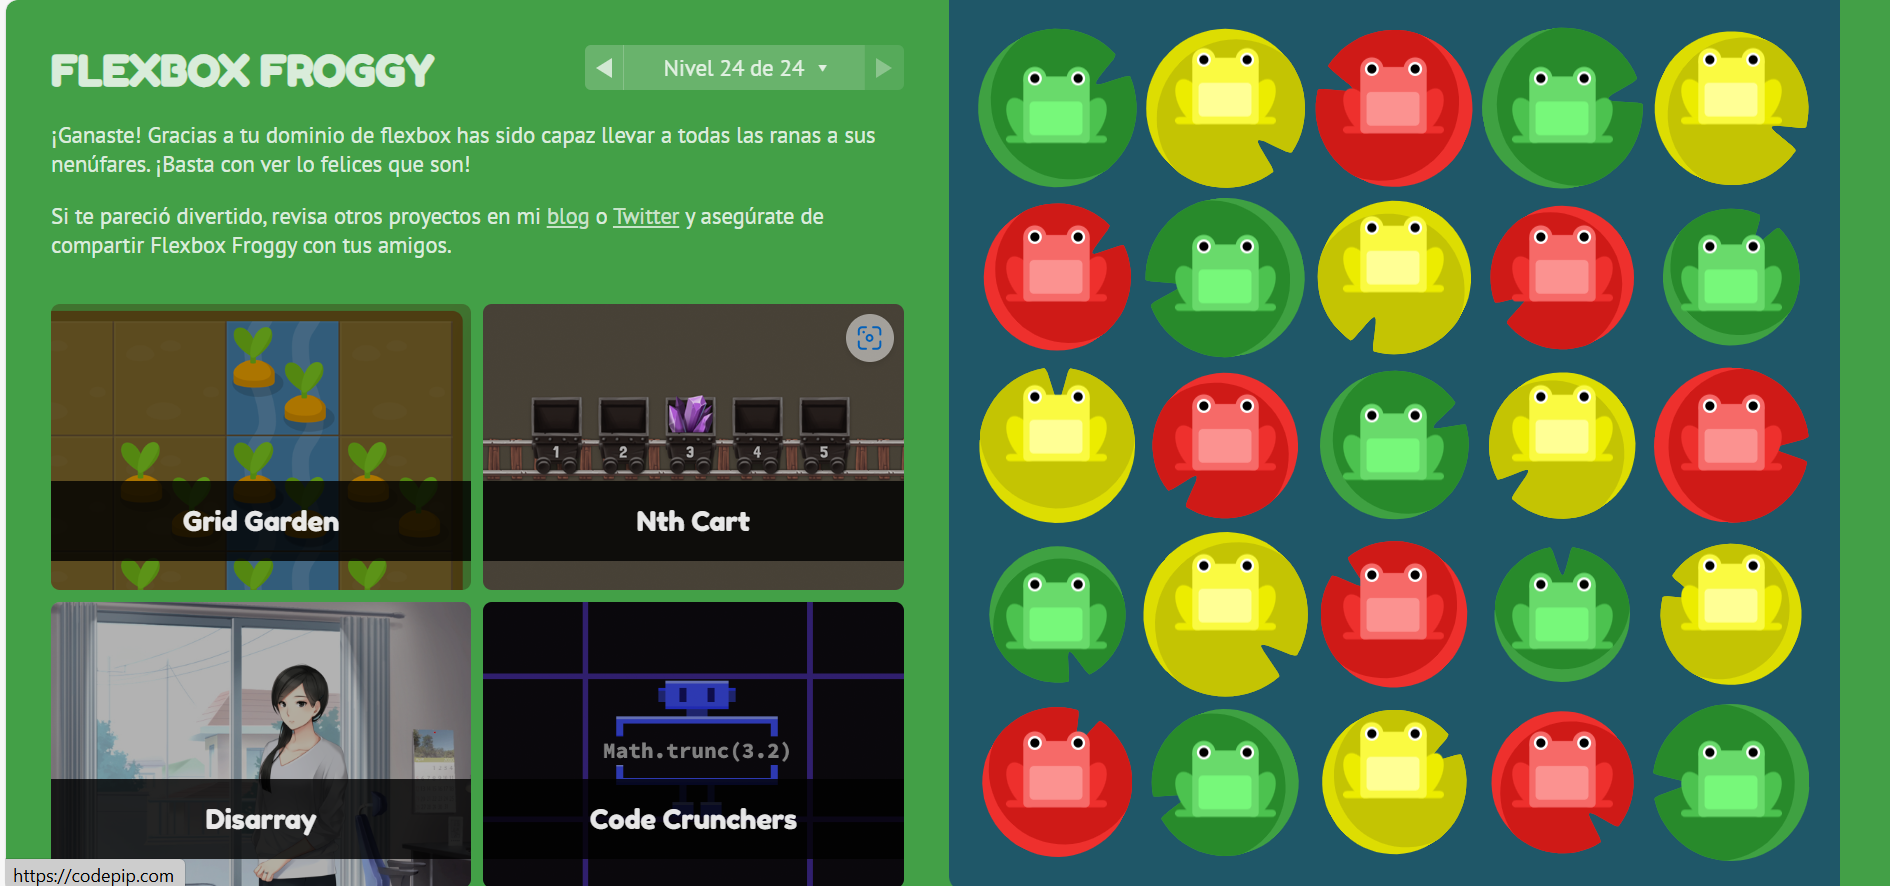 FLEXBOX FROGGY
Nivel 24 de 24
¡Ganaste! Gracias a tu dominio de flexbox has sido capaz llevar a todas las ranas a sus
nenúfares. ¡Basta con ver lo felices que son!
Si te pareció divertido, revisa otros proyectos en mi blog o Twitter y asegúrate de
compartir Flexbox Froggy con tus amigos.
1 2 3 4 5
Grid Garden
Nth Cart
Math.trunc(3.2)
Disarray
Code Crunchers
https://codepip.com